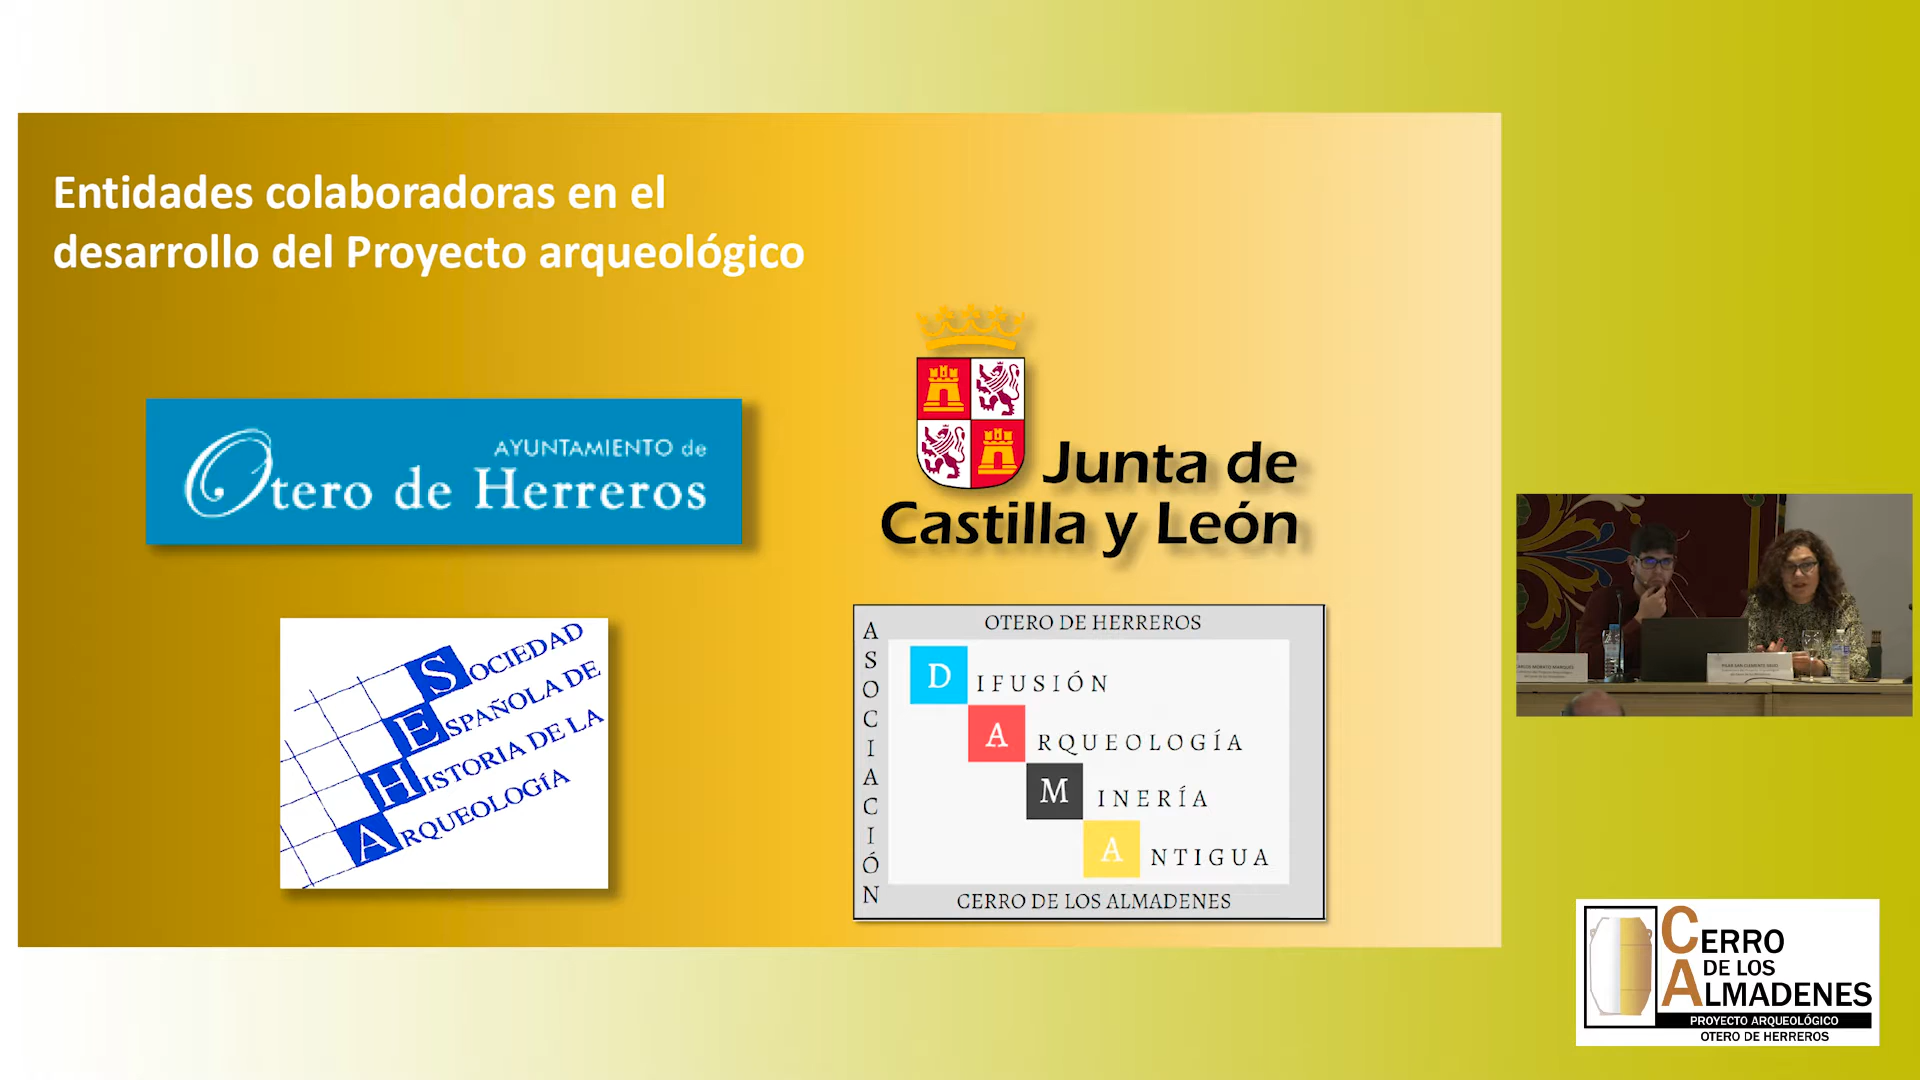 Entidades colaboradoras en el
desarrollo del Proyecto arqueológico
AYUNTAMIENTO de
Otero de Herreros
Junta de
Castilla y León
SOCIEDAD
ESPAÑOLA DE
HISTORIA DE LA
ARQUEOLOGÍA
ASOCIACIÓN
OTERO DE HERREROS
DIFUSIÓN
ARQUEOLOGÍA
MINERÍA
ANTIGUA
CERRO DE LOS ALMADENES
CERRO
DE LOS
ALMADENES
PROYECTO ARQUEOLÓGICO
OTERO DE HERREROS